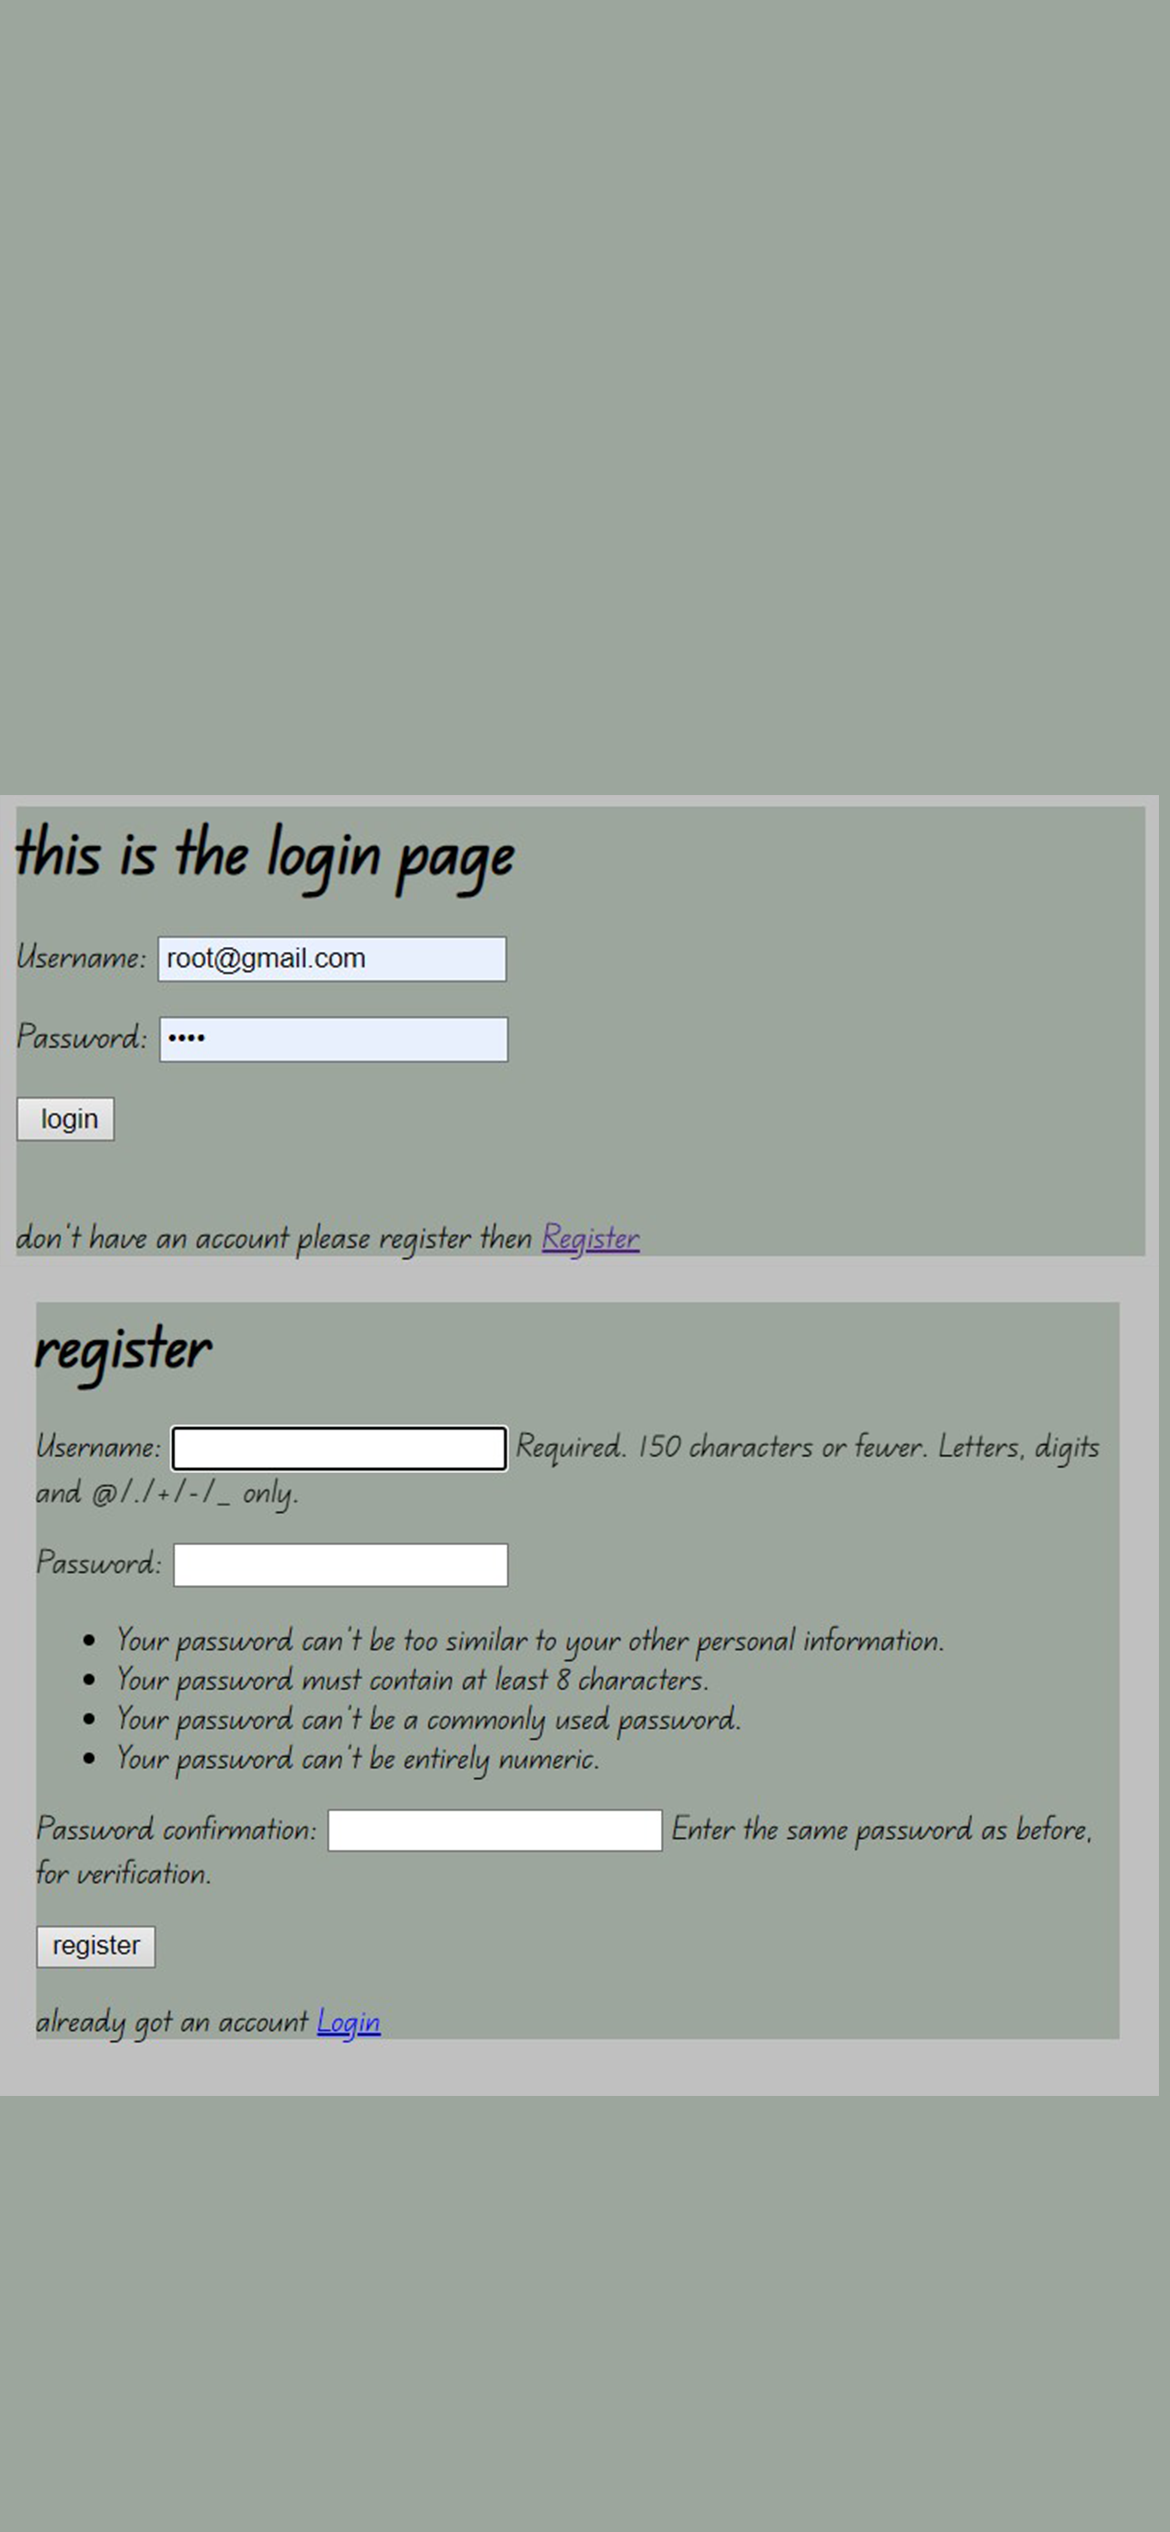 this is the login page
Username: root@gmail.com
Password: ••••
login
don't have an account please register then Register
register
Username: Required. 150 characters or fewer. Letters, digits
and @/./+/-/_ only.
Password:
• Your password can't be too similar to your other personal information.
• Your password must contain at least 8 characters.
• Your password can't be a commonly used password.
• Your password can't be entirely numeric.
Password confirmation: Enter the same password as before,
for verification.
register
already got an account Login